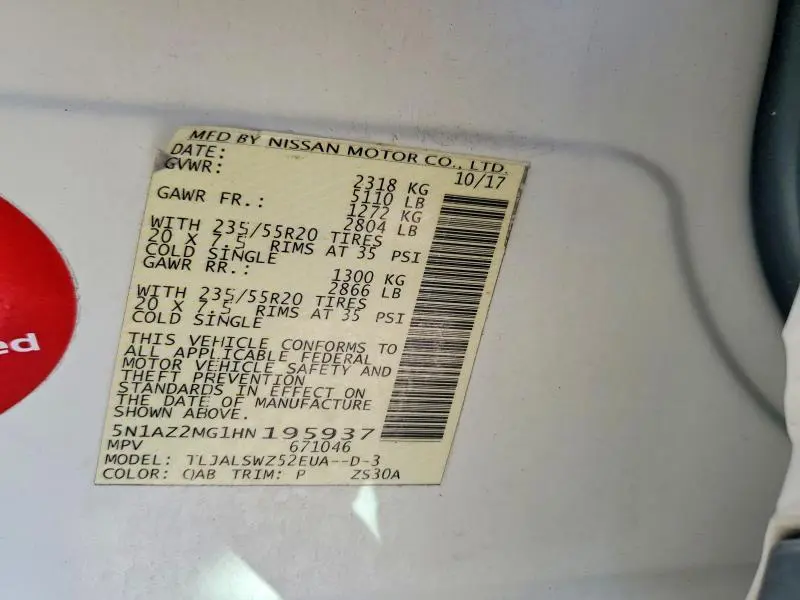 MFD BY NISSAN MOTOR CO., LTD.
DATE: 10/17
GVWR: 2318 KG
5110 LB
GAWR FR.: 1272 KG
2804 LB
WITH 235/55R20 TIRES
20 X 7.5 RIMS AT 35 PSI
COLD SINGLE
GAWR RR.: 1300 KG
2866 LB
WITH 235/55R20 TIRES
20 X 7.5 RIMS AT 35 PSI
COLD SINGLE
THIS VEHICLE CONFORMS TO
ALL APPLICABLE FEDERAL
MOTOR VEHICLE SAFETY AND
THEFT PREVENTION
STANDARDS IN EFFECT ON
THE DATE OF MANUFACTURE
SHOWN ABOVE.
5N1AZ2MG1HN195937
MPV 671046
MODEL: TLJALSWZ52EUA--D-3
COLOR: QAB TRIM: P ZS30A
ed